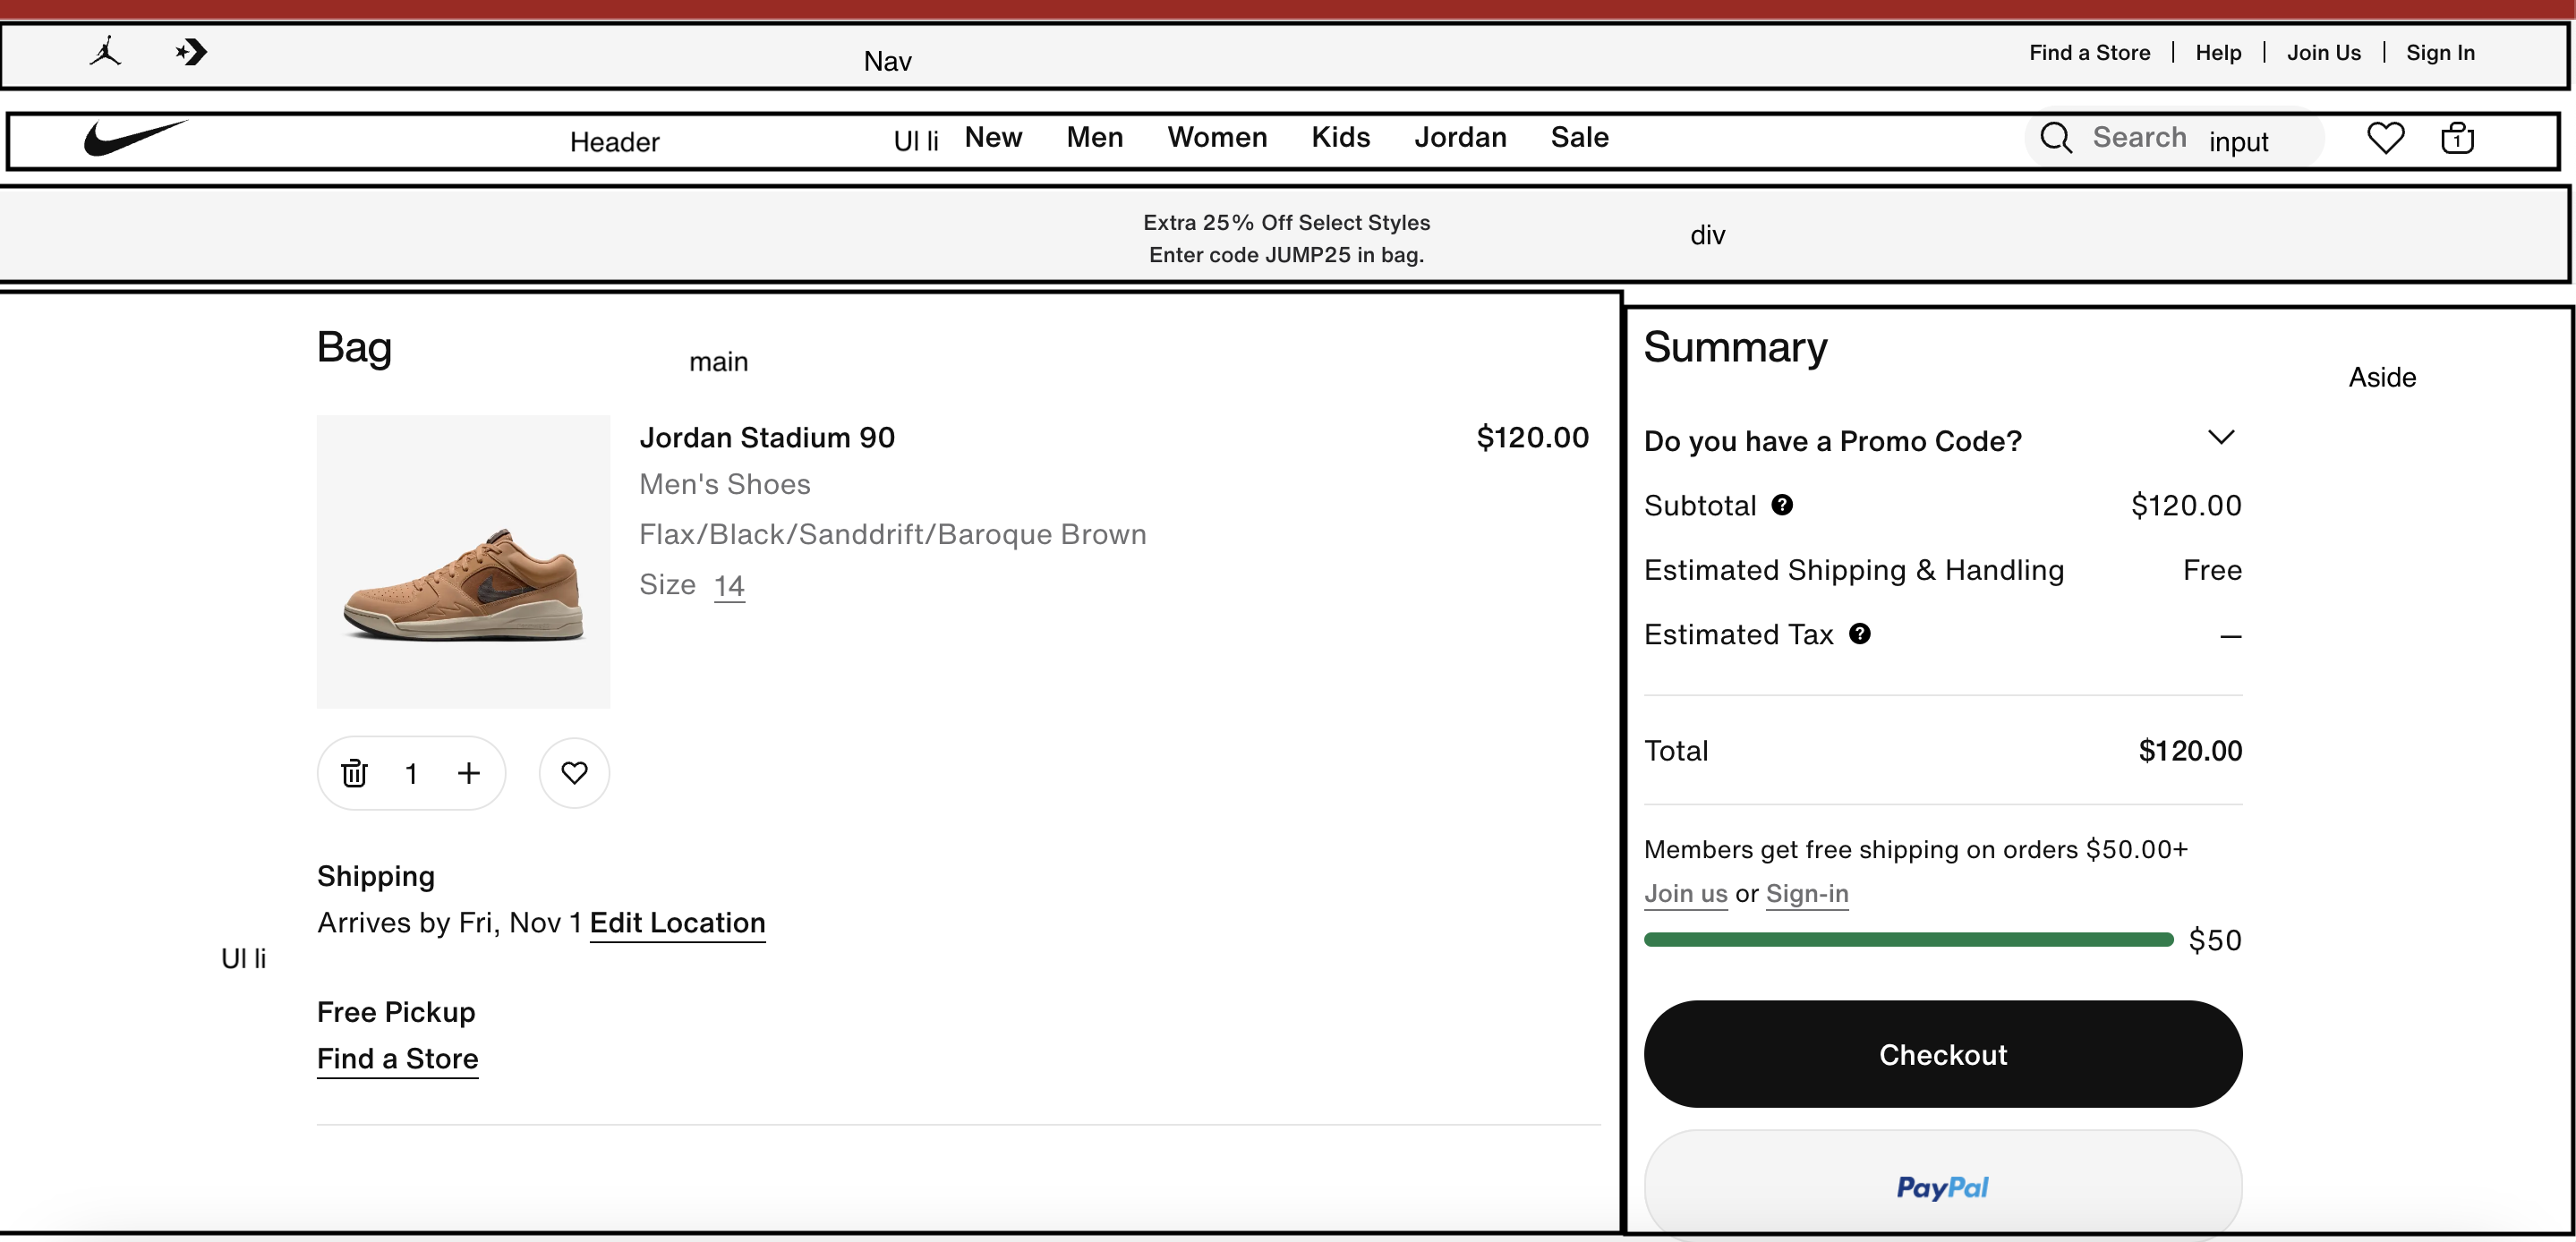 Nav
Find a Store | Help | Join Us | Sign In
Header
Ul li New Men Women Kids Jordan Sale
Search input
1
Extra 25% Off Select Styles
Enter code JUMP25 in bag.
div
Bag
main
Jordan Stadium 90 $120.00
Men's Shoes
Flax/Black/Sanddrift/Baroque Brown
Size 14
1
Shipping
Arrives by Fri, Nov 1 Edit Location
Ul li
Free Pickup
Find a Store
Summary
Aside
Do you have a Promo Code?
Subtotal ? $120.00
Estimated Shipping & Handling Free
Estimated Tax ? —
Total $120.00
Members get free shipping on orders $50.00+
Join us or Sign-in
$50
Checkout
PayPal